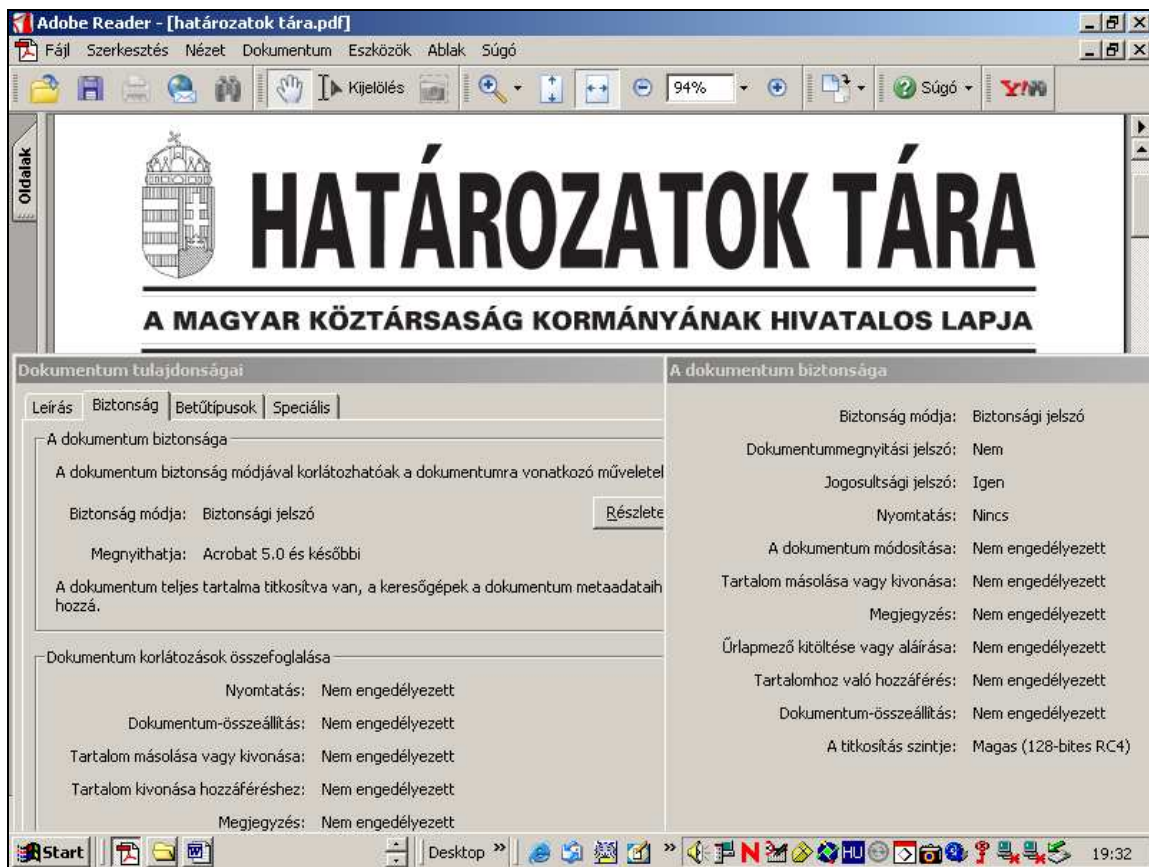 Adobe Reader - [határozatok tára.pdf]
Fájl Szerkesztés Nézet Dokumentum Eszközök Ablak Súgó
Kijelölés 94% Súgó Y!
Oldalak
HATÁROZATOK TÁRA
A MAGYAR KÖZTÁRSASÁG KORMÁNYÁNAK HIVATALOS LAPJA
Dokumentum tulajdonságai
Leírás Biztonság Betűtípusok Speciális
A dokumentum biztonsága
A dokumentum biztonság módjával korlátozhatóak a dokumentumra vonatkozó művelete
Biztonság módja: Biztonsági jelszó Részlete
Megnyithatja: Acrobat 5.0 és későbbi
A dokumentum teljes tartalma titkosítva van, a keresőgépek a dokumentum metaadataih
hozzá.
Dokumentum korlátozások összefoglalása
Nyomtatás: Nem engedélyezett
Dokumentum-összeállítás: Nem engedélyezett
Tartalom másolása vagy kivonása: Nem engedélyezett
Tartalom kivonása hozzáféréshez: Nem engedélyezett
Megjegyzés: Nem engedélyezett
A dokumentum biztonsága
Biztonság módja: Biztonsági jelszó
Dokumentummegnyitási jelszó: Nem
Jogosultsági jelszó: Igen
Nyomtatás: Nincs
A dokumentum módosítása: Nem engedélyezett
Tartalom másolása vagy kivonása: Nem engedélyezett
Megjegyzés: Nem engedélyezett
Űrlapmező kitöltése vagy aláírása: Nem engedélyezett
Tartalomhoz való hozzáférés: Nem engedélyezett
Dokumentum-összeállítás: Nem engedélyezett
A titkosítás szintje: Magas (128-bites RC4)
Start Desktop » » N HU 19:32